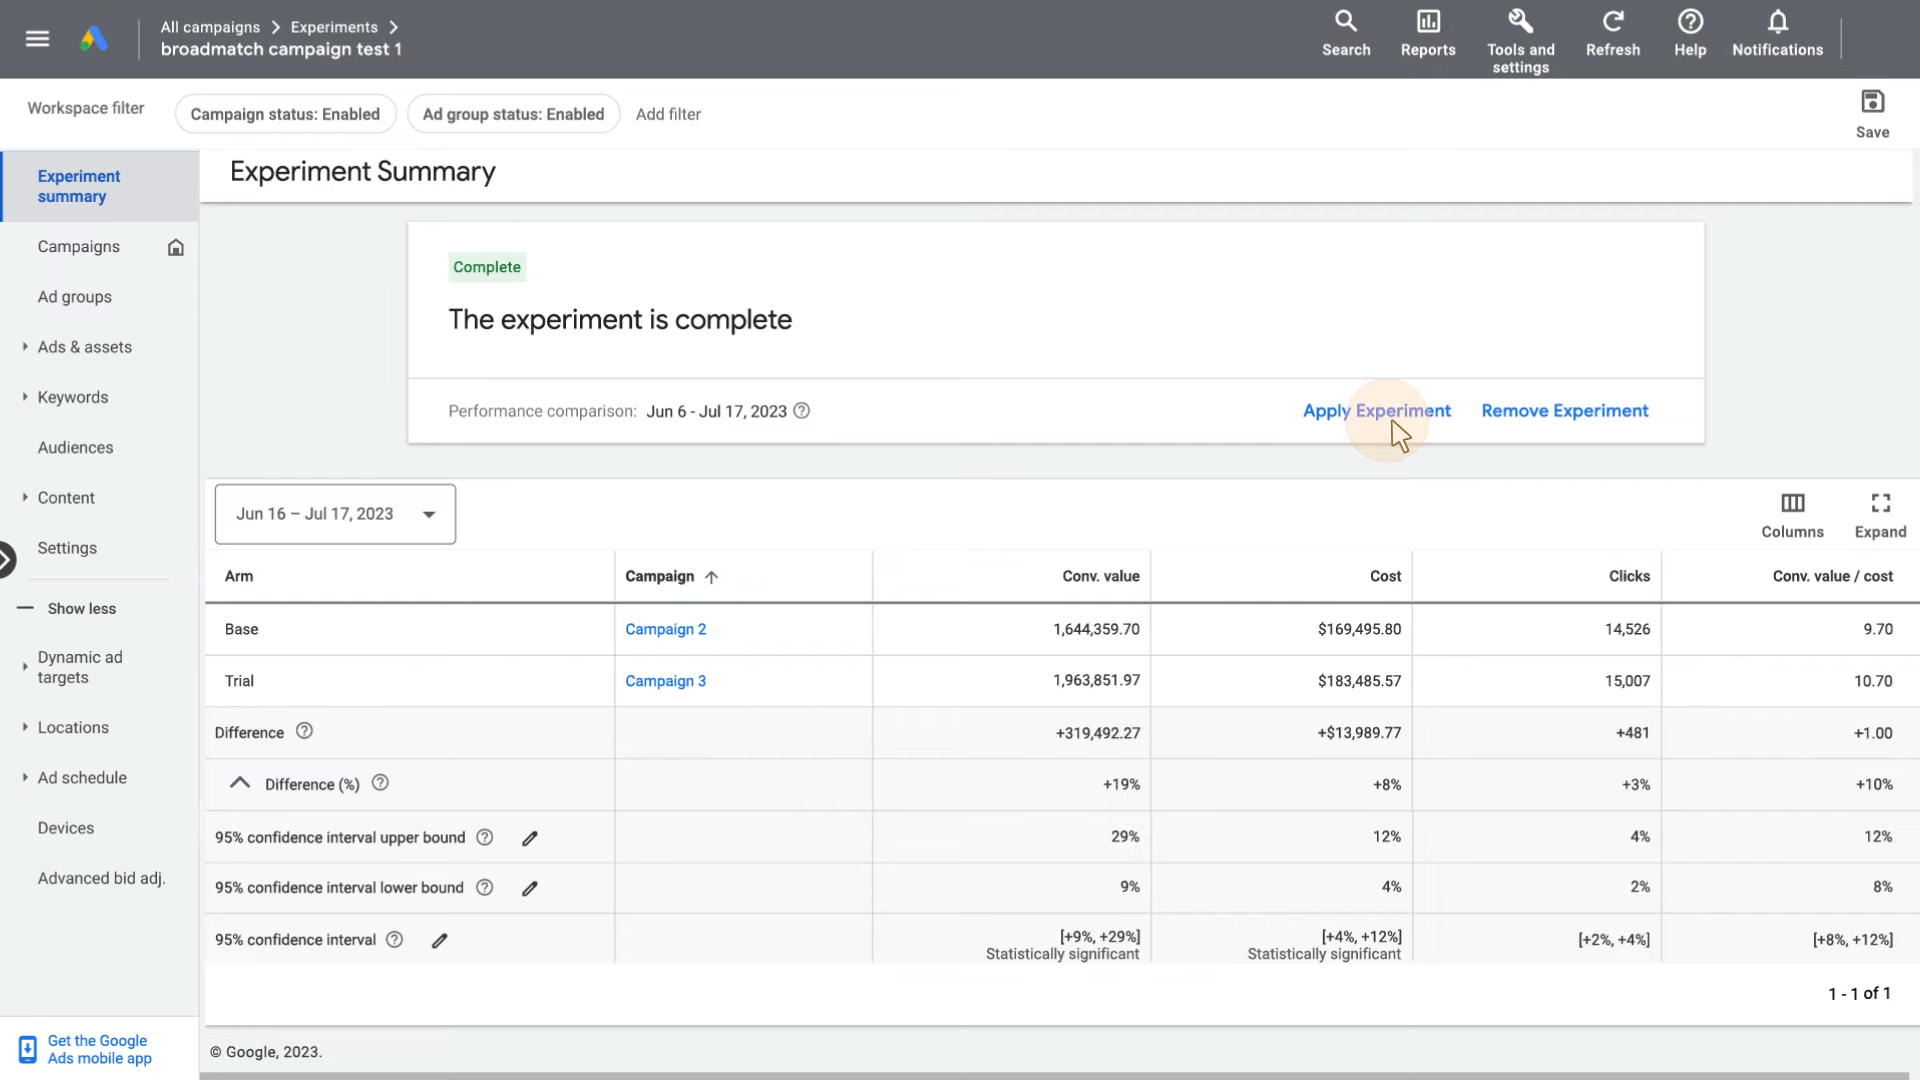 All campaigns > Experiments >
broadmatch campaign test 1
Search
Reports
Tools and
settings
Refresh
Help
Notifications
Workspace filter
Campaign status: Enabled
Ad group status: Enabled
Add filter
Save
Experiment
summary
Campaigns
Ad groups
Ads & assets
Keywords
Audiences
Content
Settings
Show less
Dynamic ad
targets
Locations
Ad schedule
Devices
Advanced bid adj.
Get the Google
Ads mobile app
Experiment Summary
Complete
The experiment is complete
Performance comparison: Jun 6 - Jul 17, 2023
Apply Experiment
Remove Experiment
Jun 16 – Jul 17, 2023
Columns
Expand
Arm Campaign Conv. value Cost Clicks Conv. value / cost
Base Campaign 2 1,644,359.70 $169,495.80 14,526 9.70
Trial Campaign 3 1,963,851.97 $183,485.57 15,007 10.70
Difference +319,492.27 +$13,989.77 +481 +1.00
Difference (%) +19% +8% +3% +10%
95% confidence interval upper bound 29% 12% 4% 12%
95% confidence interval lower bound 9% 4% 2% 8%
95% confidence interval [+9%, +29%] [+4%, +12%] [+2%, +4%] [+8%, +12%]
Statistically significant Statistically significant
1 - 1 of 1
© Google, 2023.